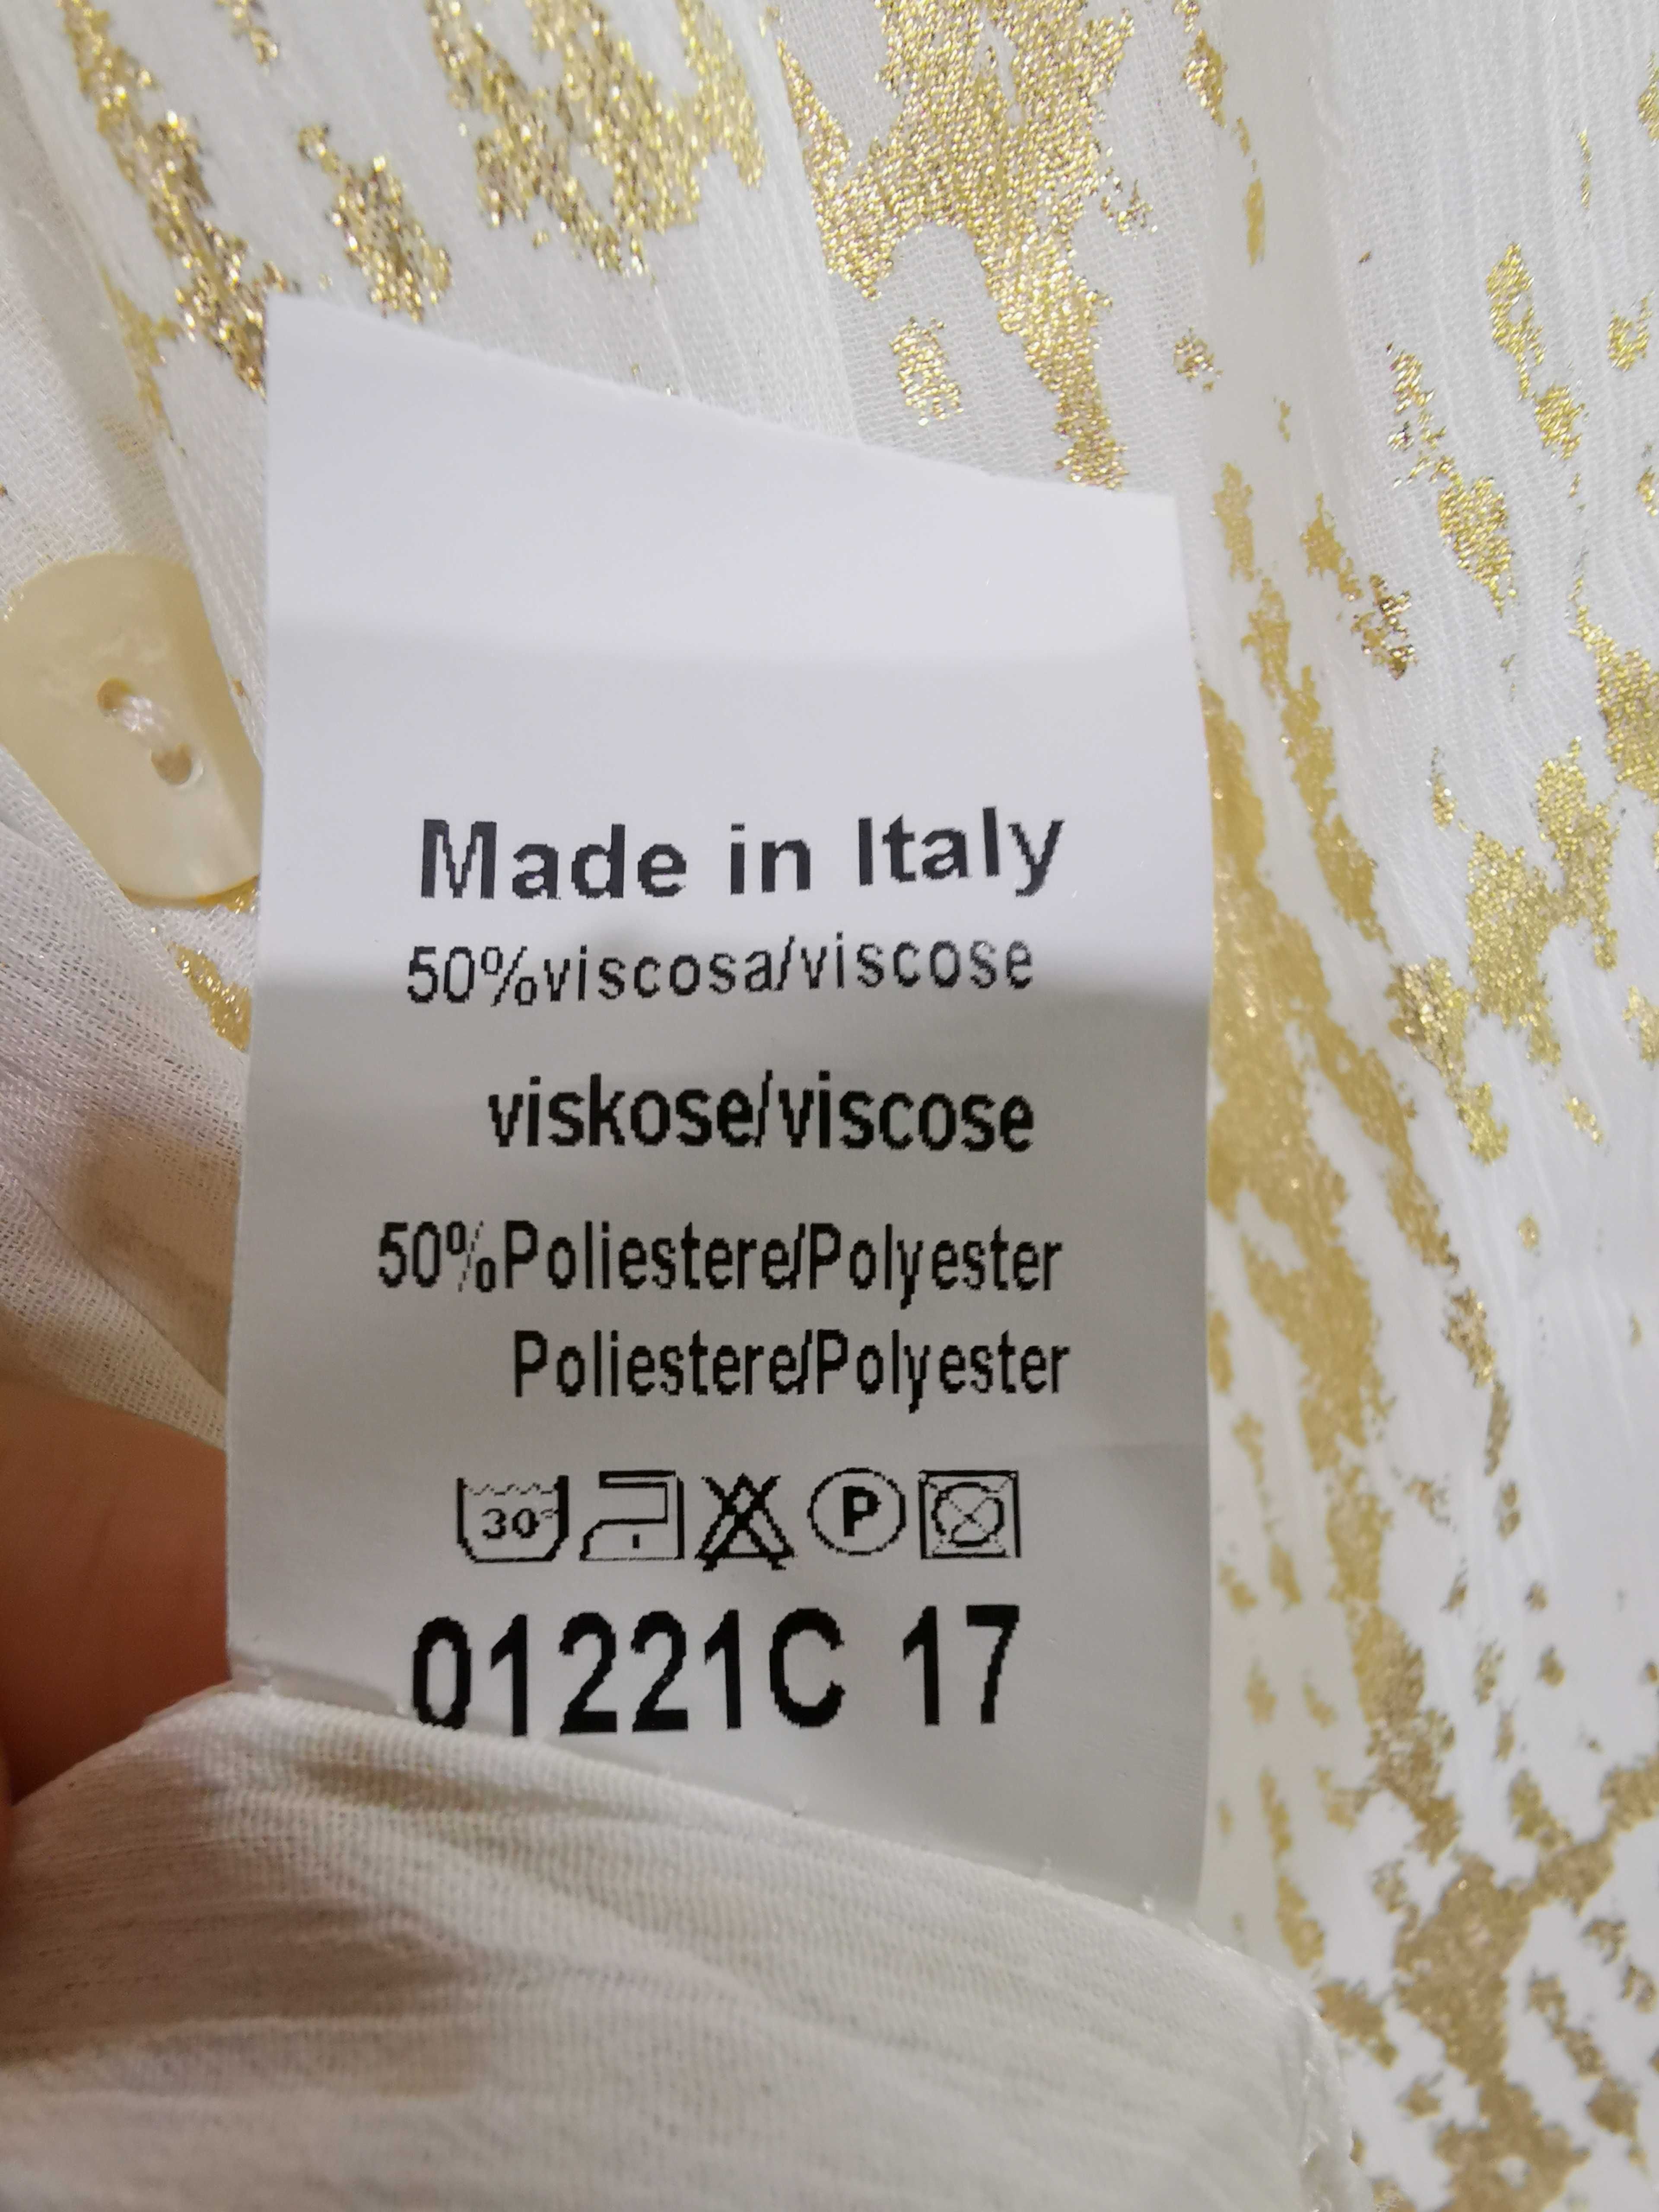 Made in Italy
50%viscosa/viscose
viskose/viscose
50%Poliestere/Polyester
Poliestere/Polyester
30° P
01221C 17